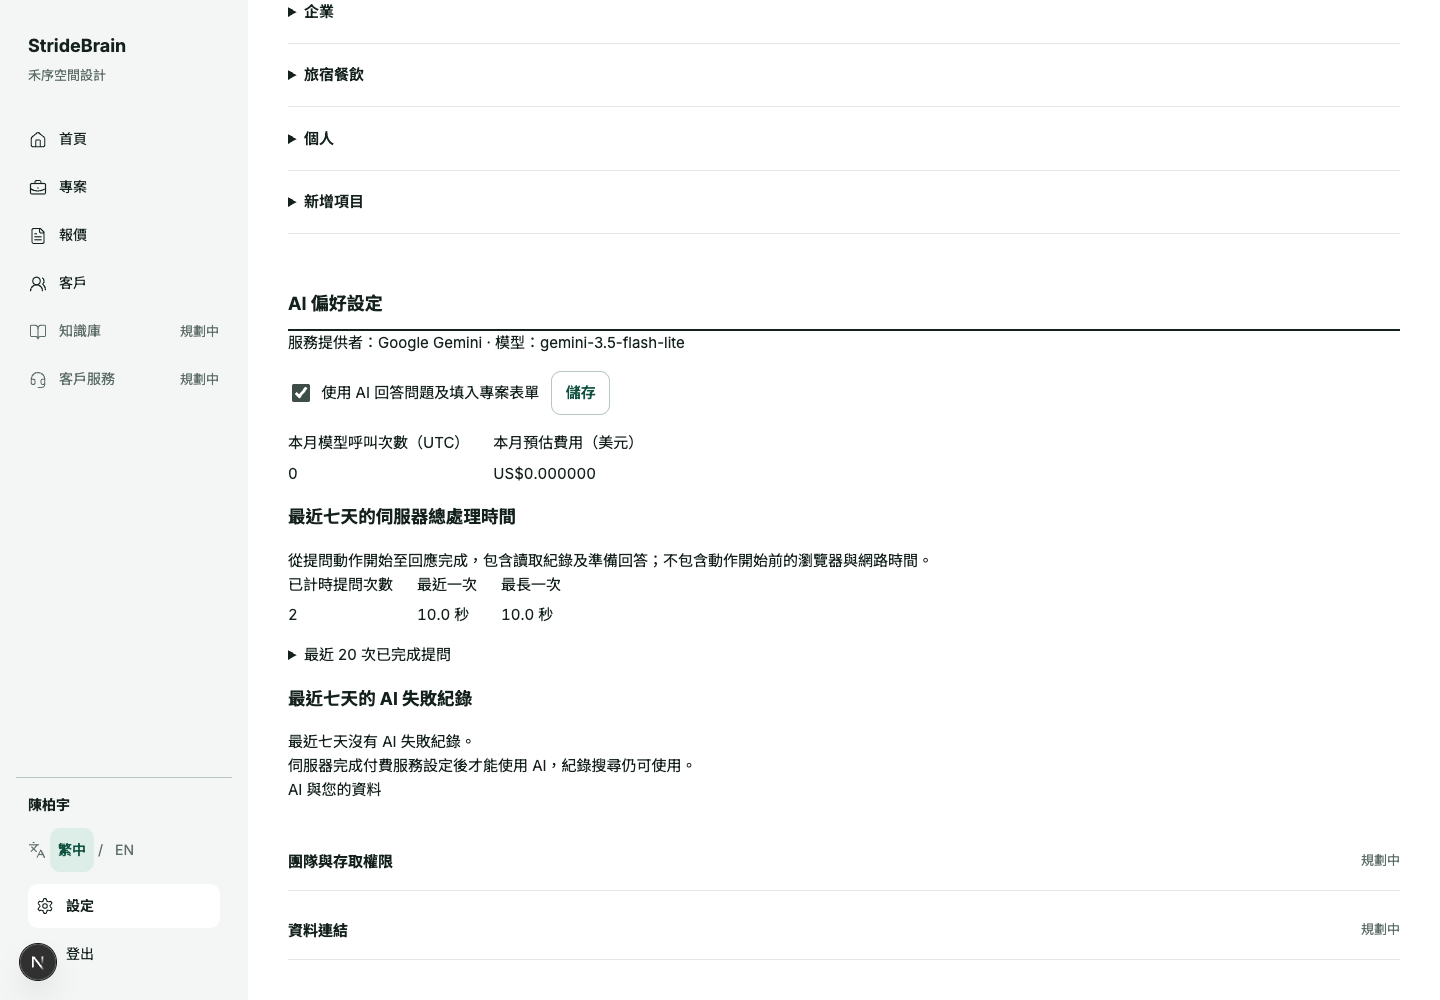 StrideBrain
禾序空間設計
首頁
專案
報價
客戶
知識庫 規劃中
客戶服務 規劃中
陳柏宇
繁中 / EN
設定
登出
企業
旅宿餐飲
個人
新增項目
AI 偏好設定
服務提供者：Google Gemini · 模型：gemini-3.5-flash-lite
使用 AI 回答問題及填入專案表單 儲存
本月模型呼叫次數（UTC） 本月預估費用（美元）
0 US$0.000000
最近七天的伺服器總處理時間
從提問動作開始至回應完成，包含讀取紀錄及準備回答；不包含動作開始前的瀏覽器與網路時間。
已計時提問次數 最近一次 最長一次
2 10.0 秒 10.0 秒
最近 20 次已完成提問
最近七天的 AI 失敗紀錄
最近七天沒有 AI 失敗紀錄。
伺服器完成付費服務設定後才能使用 AI，紀錄搜尋仍可使用。
AI 與您的資料
團隊與存取權限 規劃中
資料連結 規劃中